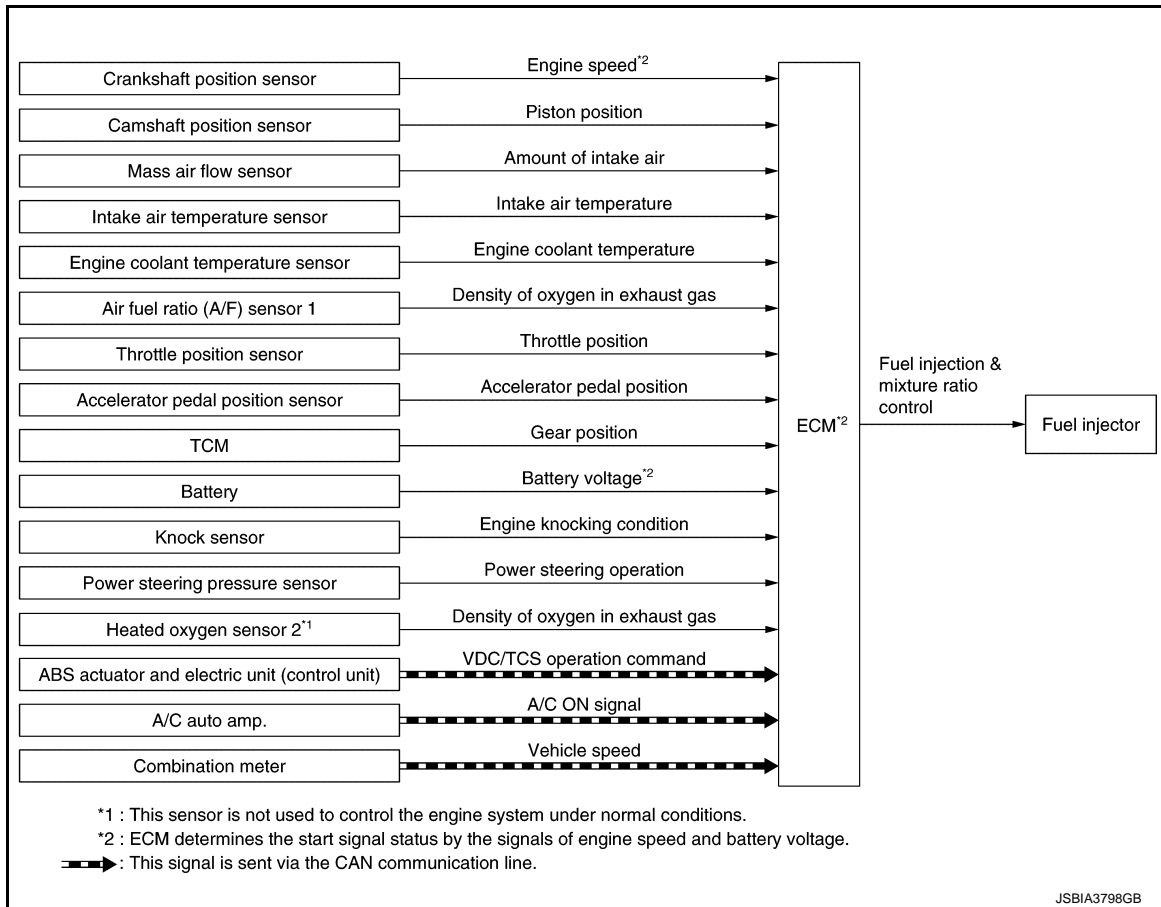 Crankshaft position sensor
Engine speed*2
Camshaft position sensor
Piston position
Mass air flow sensor
Amount of intake air
Intake air temperature sensor
Intake air temperature
Engine coolant temperature sensor
Engine coolant temperature
Air fuel ratio (A/F) sensor 1
Density of oxygen in exhaust gas
Throttle position sensor
Throttle position
Accelerator pedal position sensor
Accelerator pedal position
TCM
Gear position
Battery
Battery voltage*2
Knock sensor
Engine knocking condition
Power steering pressure sensor
Power steering operation
Heated oxygen sensor 2*1
Density of oxygen in exhaust gas
ABS actuator and electric unit (control unit)
VDC/TCS operation command
A/C auto amp.
A/C ON signal
Combination meter
Vehicle speed
ECM*2
Fuel injection &
mixture ratio
control
Fuel injector
*1 : This sensor is not used to control the engine system under normal conditions.
*2 : ECM determines the start signal status by the signals of engine speed and battery voltage.
: This signal is sent via the CAN communication line.
JSBIA3798GB